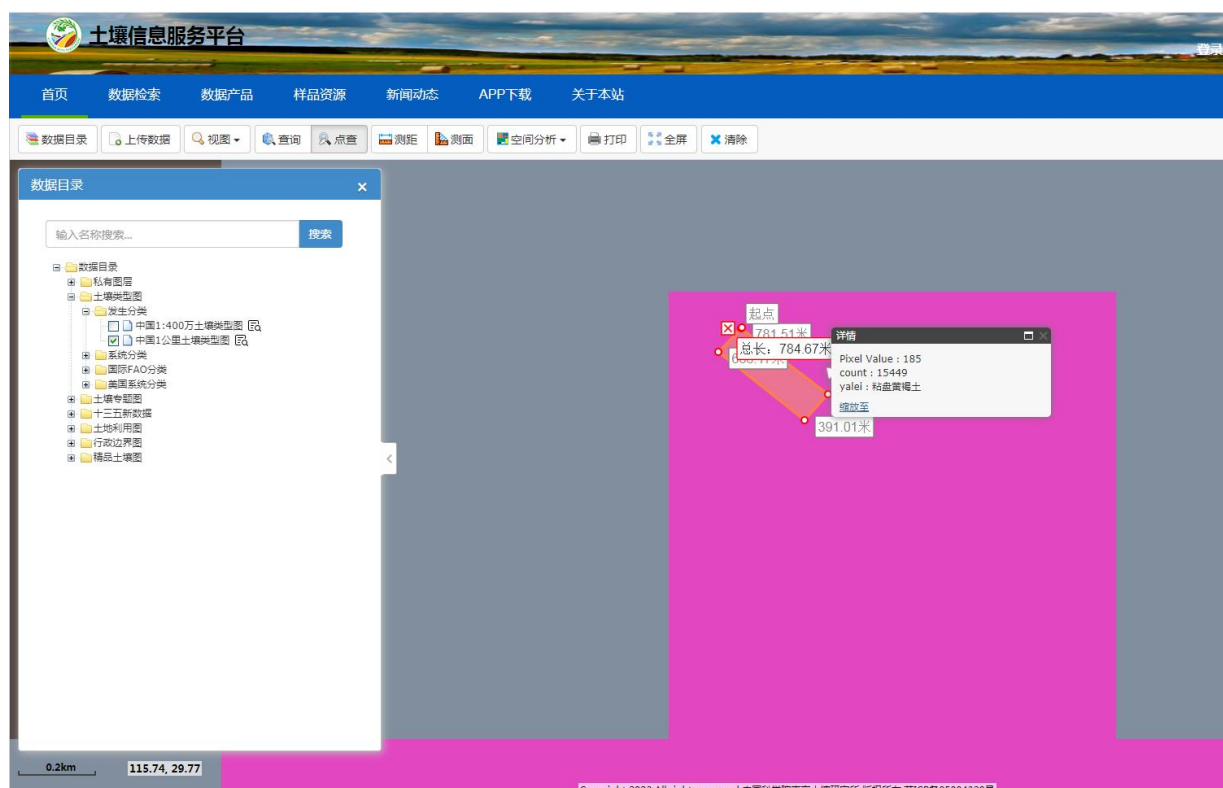 土壤信息服务平台
登录
首页 数据检索 数据产品 样品资源 新闻动态 APP下载 关于本站
数据目录 上传数据 视图 查询 点查 测距 测面 空间分析 打印 全屏 清除
数据目录
输入名称搜索... 搜索
数据目录
私有图层
土壤类型图
发生分类
中国1:400万土壤类型图
中国1公里土壤类型图
系统分类
国际FAO分类
美国系统分类
土壤专题图
十三五新数据
土地利用图
行政边界图
精品土壤图
起点
781.51米
总长：784.67米
391.01米
详情
Pixel Value : 185
count : 15449
yalei : 粘盘黄褐土
缩放至
0.2km
115.74, 29.77